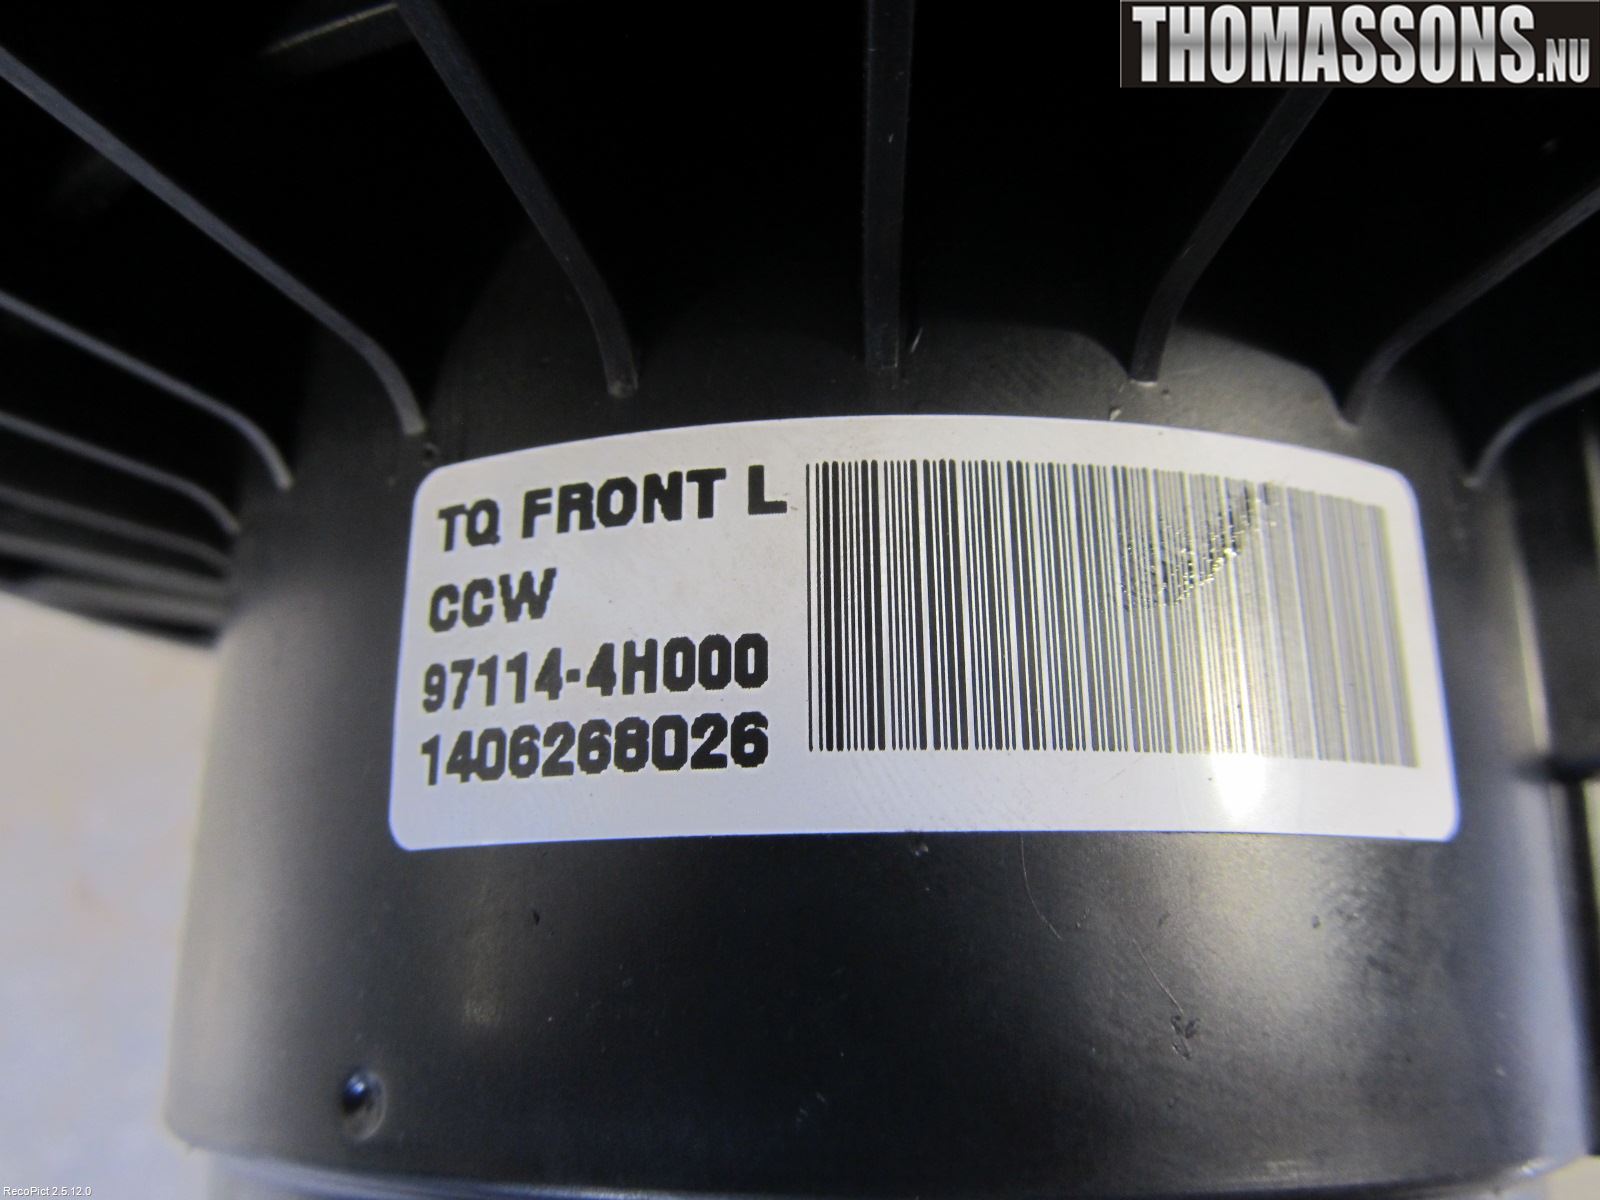 THOMASSONS.NU
TQ FRONT L
CCW
97114-4H000
1406268026
RecoPict 2.5.12.0